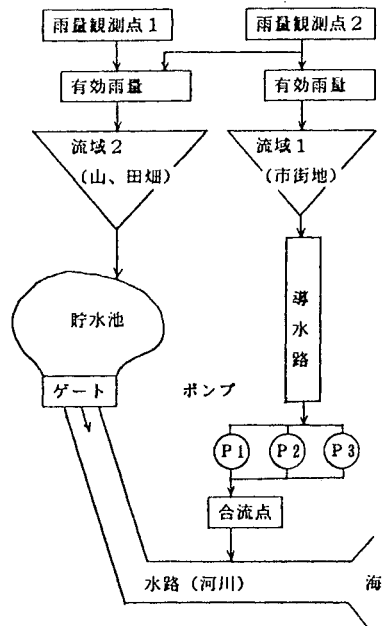 雨量観測点1
雨量観測点2
有効雨量
有効雨量
流域2
(山、田畑)
流域1
(市街地)
導水路
貯水池
ゲート
ポンプ
P1
P2
P3
合流点
水路(河川)
海